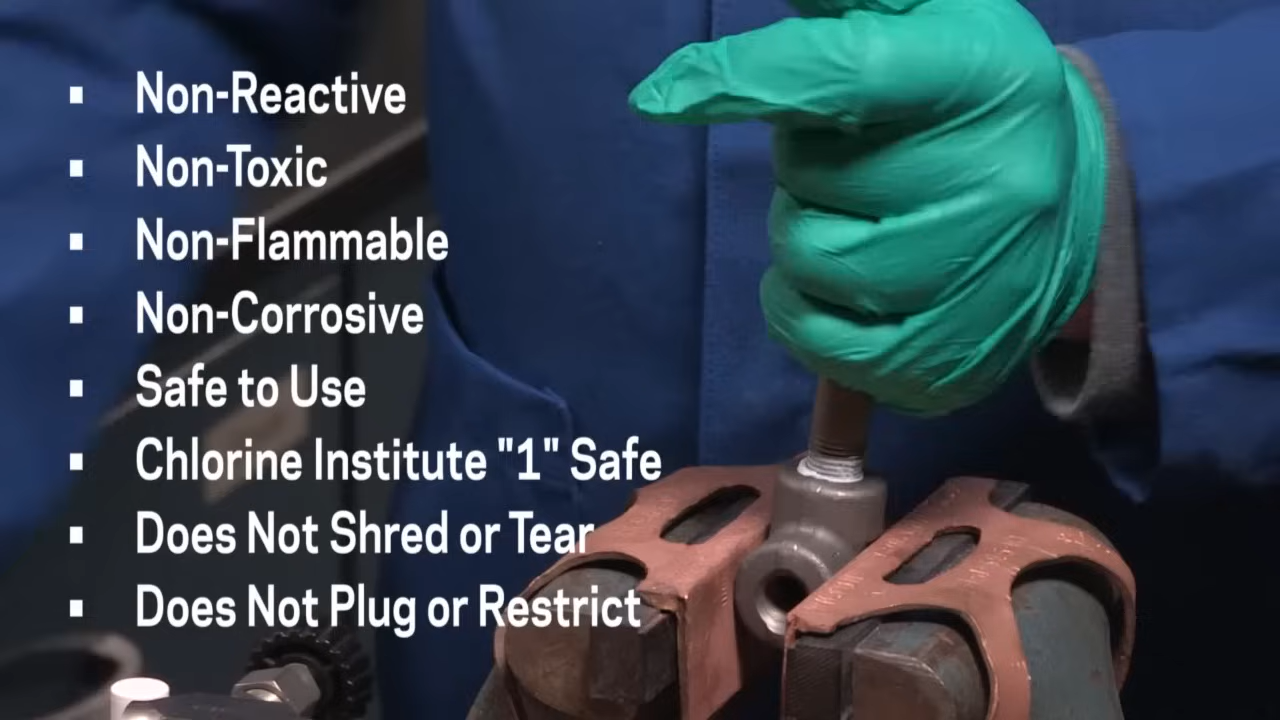 ▪ Non-Reactive
▪ Non-Toxic
▪ Non-Flammable
▪ Non-Corrosive
▪ Safe to Use
▪ Chlorine Institute "1" Safe
▪ Does Not Shred or Tear
▪ Does Not Plug or Restrict